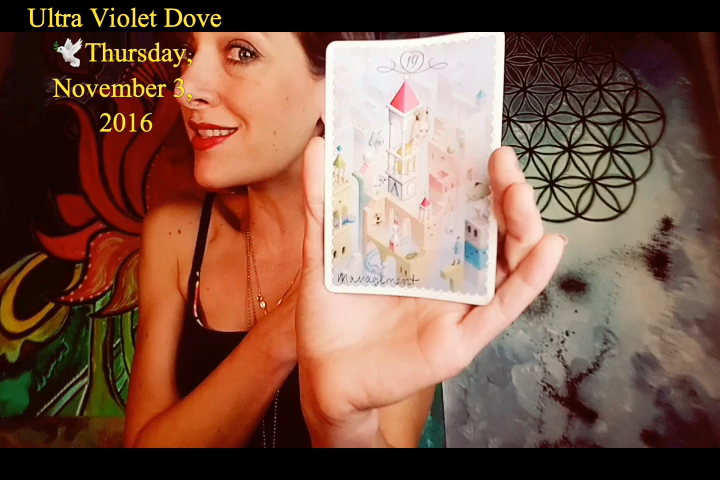 Ultra Violet Dove
🕊Thursday,
November 3,
2016
19
management